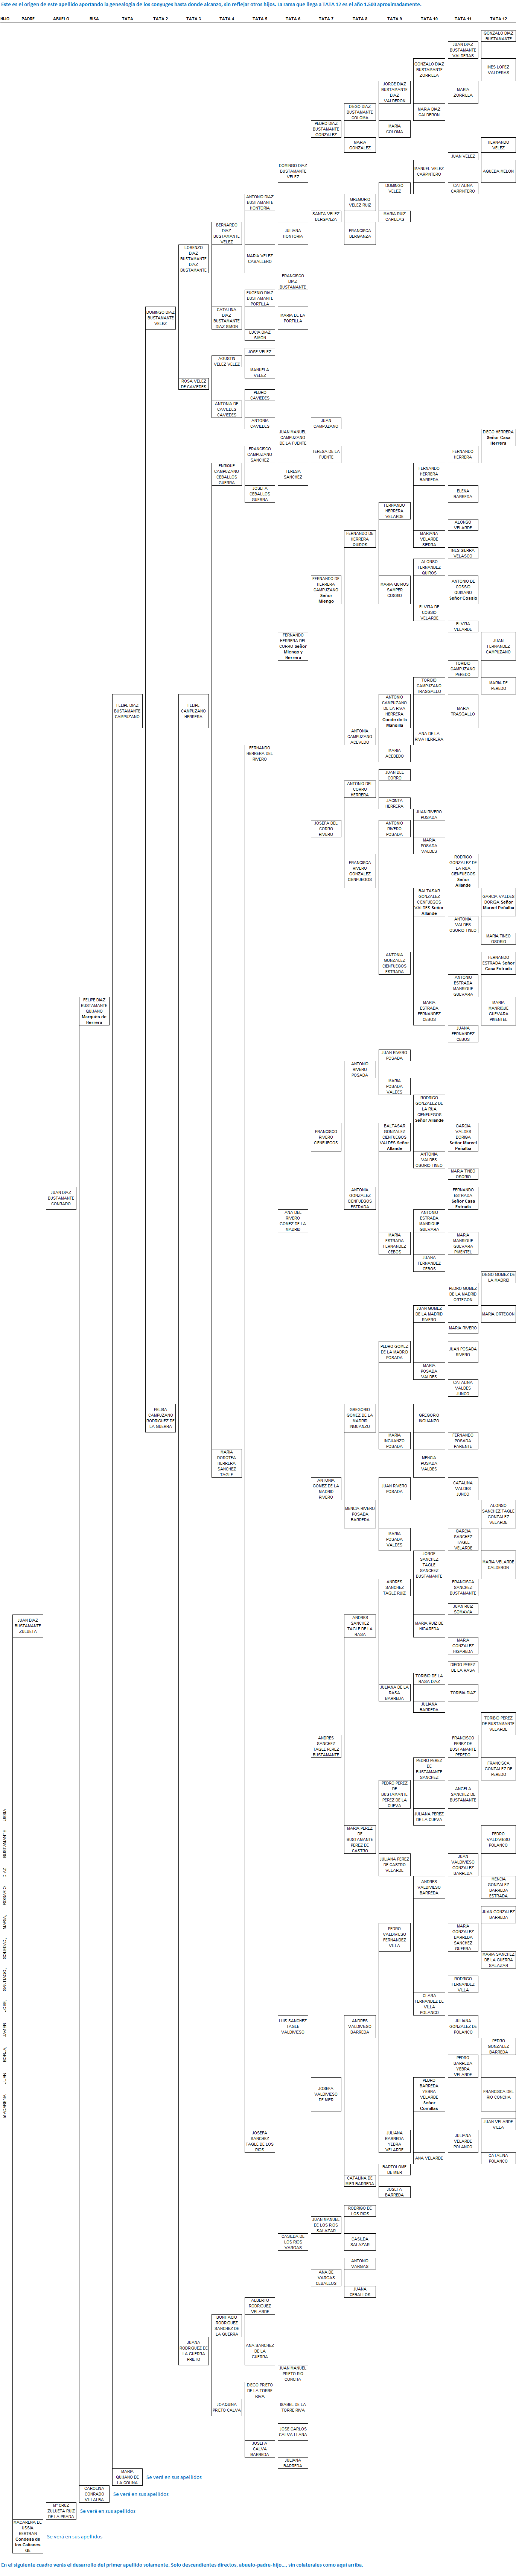 Este es el origen de este apellido aportando la genealogía de los conyuges hasta donde alcanzo, sin reflejar otros hijos. La rama que llega a TATA 12 es el año 1.500 aproximadamente.
HIJO PADRE ABUELO BISA TATA TATA 2 TATA 3 TATA 4 TATA 5 TATA 6 TATA 7 TATA 8 TATA 9 TATA 10 TATA 11 TATA 12
GONZALO DIAZ
BUSTAMANTE
JUAN DIAZ
BUSTAMANTE
VALDERAS
GONZALO DIAZ
BUSTAMANTE
ZORRILLA
INES LOPEZ
VALDERAS
JORGE DIAZ
BUSTAMANTE
DIAZ
VALDERON
MARIA
ZORRILLA
DIEGO DIAZ
BUSTAMANTE
COLOMA
MARIA DIAZ
CALDERON
PEDRO DIAZ
BUSTAMANTE
GONZALEZ
MARIA
COLOMA
MARIA
GONZALEZ
HERNANDO
VELEZ
JUAN VELEZ
DOMINGO DIAZ
BUSTAMANTE
VELEZ
MANUEL VELEZ
CARPINTERO
AGUEDA MELON
DOMINGO
VELEZ
CATALINA
CARPINTERO
ANTONIO DIAZ
BUSTAMANTE
HONTORIA
GREGORIO
VELEZ RUIZ
SANTA VELEZ
BERGANZA
MARIA RUIZ
CAPILLAS
BERNARDO
DIAZ
BUSTAMANTE
VELEZ
JULIANA
HONTORIA
FRANCISCA
BERGANZA
LORENZO
DIAZ
BUSTAMANTE
DIAZ
BUSTAMANTE
MARIA VELEZ
CABALLERO
FRANCISCO
DIAZ
BUSTAMANTE
EUGENIO DIAZ
BUSTAMANTE
PORTILLA
DOMINGO DIAZ
BUSTAMANTE
VELEZ
CATALINA
DIAZ
BUSTAMANTE
DIAZ SIMON
MARIA DE LA
PORTILLA
LUCIA DIAZ
SIMON
JOSE VELEZ
AGUSTIN
VELEZ VELEZ
MANUELA
VELEZ
ROSA VELEZ
DE CAVIEDES
PEDRO
CAVIEDES
ANTONIA DE
CAVIEDES
CAVIEDES
ANTONIA
CAVIEDES
JUAN
CAMPUZANO
JUAN MANUEL
CAMPUZANO
DE LA FUENTE
DIEGO HERRERA
Señor Casa
Herrera
FRANCISCO
CAMPUZANO
SANCHEZ
TERESA DE LA
FUENTE
FERNANDO
HERRERA
ENRIQUE
CAMPUZANO
CEBALLOS
GUERRA
TERESA
SANCHEZ
FERNANDO
HERRERA
BARREDA
JOSEFA
CEBALLOS
GUERRA
ELENA
BARREDA
FERNANDO
HERRERA
VELARDE
ALONSO
VELARDE
FERNANDO DE
HERRERA
QUIROS
MARIANA
VELARDE
SIERRA
INES SIERRA
VELASCO
ALONSO
FERNANDEZ
QUIROS
FERNANDO DE
HERRERA
CAMPUZANO
Señor
Miengo
MARIA QUIROS
SAMPER
COSSIO
ANTONIO DE
COSSIO
QUIXANO
Señor Cossio
ELVIRA DE
COSSIO
VELARDE
ELVIRA
VELARDE
FERNANDO
HERRERA DEL
CORRO Señor
Miengo y
Herrera
JUAN
FERNANDEZ
CAMPUZANO
TORIBIO
CAMPUZANO
PEREDO
TORIBIO
CAMPUZANO
TRASGALLO
MARIA DE
PEREDO
FELIPE DIAZ
BUSTAMANTE
CAMPUZANO
FELIPE
CAMPUZANO
HERRERA
ANTONIO
CAMPUZANO
DE LA RIVA
HERRERA
Conde de la
Mansilla
MARIA
TRASGALLO
ANTONIA
CAMPUZANO
ACEVEDO
ANA DE LA
RIVA HERRERA
FERNANDO
HERRERA DEL
RIVERO
MARIA
ACEBEDO
JUAN DEL
CORRO
ANTONIO DEL
CORRO
HERRERA
JACINTA
HERRERA
JUAN RIVERO
POSADA
JOSEFA DEL
CORRO
RIVERO
ANTONIO
RIVERO
POSADA
MARIA
POSADA
VALDES
FRANCISCA
RIVERO
GONZALEZ
CIENFUEGOS
RODRIGO
GONZALEZ DE
LA RUA
CIENFUEGOS
Señor
Allande
BALTASAR
GONZALEZ
CIENFUEGOS
VALDES Señor
Allande
GARCIA VALDES
DORIGA Señor
Marcel Peñalba
ANTONIA
VALDES
OSORIO TINEO
MARIA TINEO
OSORIO
ANTONIA
GONZALEZ
CIENFUEGOS
ESTRADA
FERNANDO
ESTRADA Señor
Casa Estrada
ANTONIO
ESTRADA
MANRIQUE
GUEVARA
FELIPE DIAZ
BUSTAMANTE
QUIJANO
Marqués de
Herrera
MARIA
ESTRADA
FERNANDEZ
CEBOS
MARIA
MANRIQUE
GUEVARA
PIMENTEL
JUANA
FERNANDEZ
CEBOS
JUAN RIVERO
POSADA
ANTONIO
RIVERO
POSADA
MARIA
POSADA
VALDES
RODRIGO
GONZALEZ DE
LA RUA
CIENFUEGOS
Señor Allande
FRANCISCO
RIVERO
CIENFUEGOS
BALTASAR
GONZALEZ
CIENFUEGOS
VALDES Señor
Allande
GARCIA
VALDES
DORIGA
Señor Marcel
Peñalba
ANTONIA
VALDES
OSORIO TINEO
MARIA TINEO
OSORIO
JUAN DIAZ
BUSTAMANTE
CONRADO
ANTONIA
GONZALEZ
CIENFUEGOS
ESTRADA
FERNANDO
ESTRADA
Señor Casa
Estrada
ANA DEL
RIVERO
GOMEZ DE LA
MADRID
ANTONIO
ESTRADA
MANRIQUE
GUEVARA
MARIA
ESTRADA
FERNANDEZ
CEBOS
MARIA
MANRIQUE
GUEVARA
PIMENTEL
JUANA
FERNANDEZ
CEBOS
DIEGO GOMEZ DE
LA MADRID
PEDRO GOMEZ
DE LA MADRID
ORTEGON
JUAN GOMEZ
DE LA MADRID
RIVERO
MARIA ORTEGON
MARIA RIVERO
PEDRO GOMEZ
DE LA MADRID
POSADA
JUAN POSADA
RIVERO
MARIA
POSADA
VALDES
CATALINA
VALDES
JUNCO
FELISA
CAMPUZANO
RODRIGUEZ DE
LA GUERRA
GREGORIO
GOMEZ DE LA
MADRID
INGUANZO
GREGORIO
INGUANZO
MARIA
INGUANZO
POSADA
FERNANDO
POSADA
PARIENTE
MARIA
DOROTEA
HERRERA
SANCHEZ
TAGLE
MENCIA
POSADA
VALDES
ANTONIA
GOMEZ DE LA
MADRID
RIVERO
JUAN RIVERO
POSADA
CATALINA
VALDES
JUNCO
MENCIA RIVERO
POSADA
BARRERA
ALONSO
SANCHEZ TAGLE
GONZALEZ
VELARDE
MARIA
POSADA
VALDES
GARCIA
SANCHEZ
TAGLE
VELARDE
JORGE
SANCHEZ
TAGLE
SANCHEZ
BUSTAMANTE
MARIA VELARDE
CALDERON
ANDRES
SANCHEZ
TAGLE RUIZ
FRANCISCA
SANCHEZ
BUSTAMANTE
JUAN RUIZ
SOMAVIA
JUAN DIAZ
BUSTAMANTE
ZULUETA
ANDRES
SANCHEZ
TAGLE DE LA
RASA
MARIA RUIZ DE
HIGAREDA
MARIA
GONZALEZ
HIGAREDA
DIEGO PEREZ
DE LA RASA
TORIBIO DE LA
RASA DIAZ
JULIANA DE LA
RASA
BARREDA
TORIBIA DIAZ
JULIANA
BARREDA
TORIBIO PEREZ
DE BUSTAMANTE
VELARDE
ANDRES
SANCHEZ
TAGLE PEREZ
BUSTAMANTE
FRANCISCO
PEREZ DE
BUSTAMANTE
PEREDO
PEDRO PEREZ
DE
BUSTAMANTE
SANCHEZ
FRANCISCA
GONZALEZ DE
PEREDO
PEDRO PEREZ
DE
BUSTAMANTE
PEREZ DE LA
CUEVA
ANGELA
SANCHEZ DE
BUSTAMANTE
JULIANA PEREZ
DE LA CUEVA
MARIA PEREZ
DE
BUSTAMANTE
PEREZ DE
CASTRO
PEDRO
VALDIVIESO
POLANCO
JULIANA PEREZ
DE CASTRO
VELARDE
JUAN
VALDIVIESO
GONZALEZ
BARREDA
ANDRES
VALDIVIESO
BARREDA
MENCIA
GONZALEZ
BARREDA
ESTRADA
JUAN GONZALEZ
BARREDA
PEDRO
VALDIVIESO
FERNANDEZ
VILLA
MARIA
GONZALEZ
BARREDA
SANCHEZ
GUERRA
MARIA SANCHEZ
DE LA GUERRA
SALAZAR
RODRIGO
FERNANDEZ
VILLA
CLARA
FERNANDEZ DE
VILLA
POLANCO
MACARENA, JUAN, BORJA, JAVIER, JOSE, SANTIAGO, SOLEDAD, MARIA, ROSARIO DIAZ BUSTAMANTE USSIA
LUIS SANCHEZ
TAGLE
VALDIVIESO
ANDRES
VALDIVIESO
BARREDA
JULIANA
GONZALEZ DE
POLANCO
PEDRO
GONZALEZ
BARREDA
PEDRO
BARREDA
YEBRA
VELARDE
JOSEFA
VALDIVIESO
DE MIER
PEDRO
BARREDA
YEBRA
VELARDE
Señor
Comillas
FRANCISCA DEL
RIO CONCHA
JUAN VELARDE
VILLA
JOSEFA
SANCHEZ
TAGLE DE LOS
RIOS
JULIANA
BARREDA
YEBRA
VELARDE
JULIANA
VELARDE
POLANCO
ANA VELARDE
CATALINA
POLANCO
BARTOLOME
DE MIER
CATALINA DE
MIER BARREDA
JOSEFA
BARREDA
RODRIGO DE
LOS RIOS
JUAN MANUEL
DE LOS RIOS
SALAZAR
CASILDA DE
LOS RIOS
VARGAS
CASILDA
SALAZAR
ANTONIO
VARGAS
ANA DE
VARGAS
CEBALLOS
JUANA
CEBALLOS
ALBERTO
RODRIGUEZ
VELARDE
BONIFACIO
RODRIGUEZ
SANCHEZ DE
LA GUERRA
JUANA
RODRIGUEZ DE
LA GUERRA
PRIETO
ANA SANCHEZ
DE LA
GUERRA
JUAN MANUEL
PRIETO RIO
CONCHA
DIEGO PRIETO
DE LA TORRE
RIVA
JOAQUINA
PRIETO CALVA
ISABEL DE LA
TORRE RIVA
JOSE CARLOS
CALVA LLANA
JOSEFA
CALVA
BARREDA
JULIANA
BARREDA
MARIA
QUIJANO DE
LA COLINA
Se verá en sus apellidos
CAROLINA
CONRADO
VILLALBA
Se verá en sus apellidos
Mª CRUZ
ZULUETA RUIZ
DE LA PRADA
Se verá en sus apellidos
MACARENA DE
USSIA
BERTRAN
Condesa de
los Gaitanes
GE
Se verá en sus apellidos
En el siguiente cuadro verás el desarrollo del primer apellido solamente. Solo descendientes directos, abuelo-padre-hijo…, sin colaterales como aquí arriba.